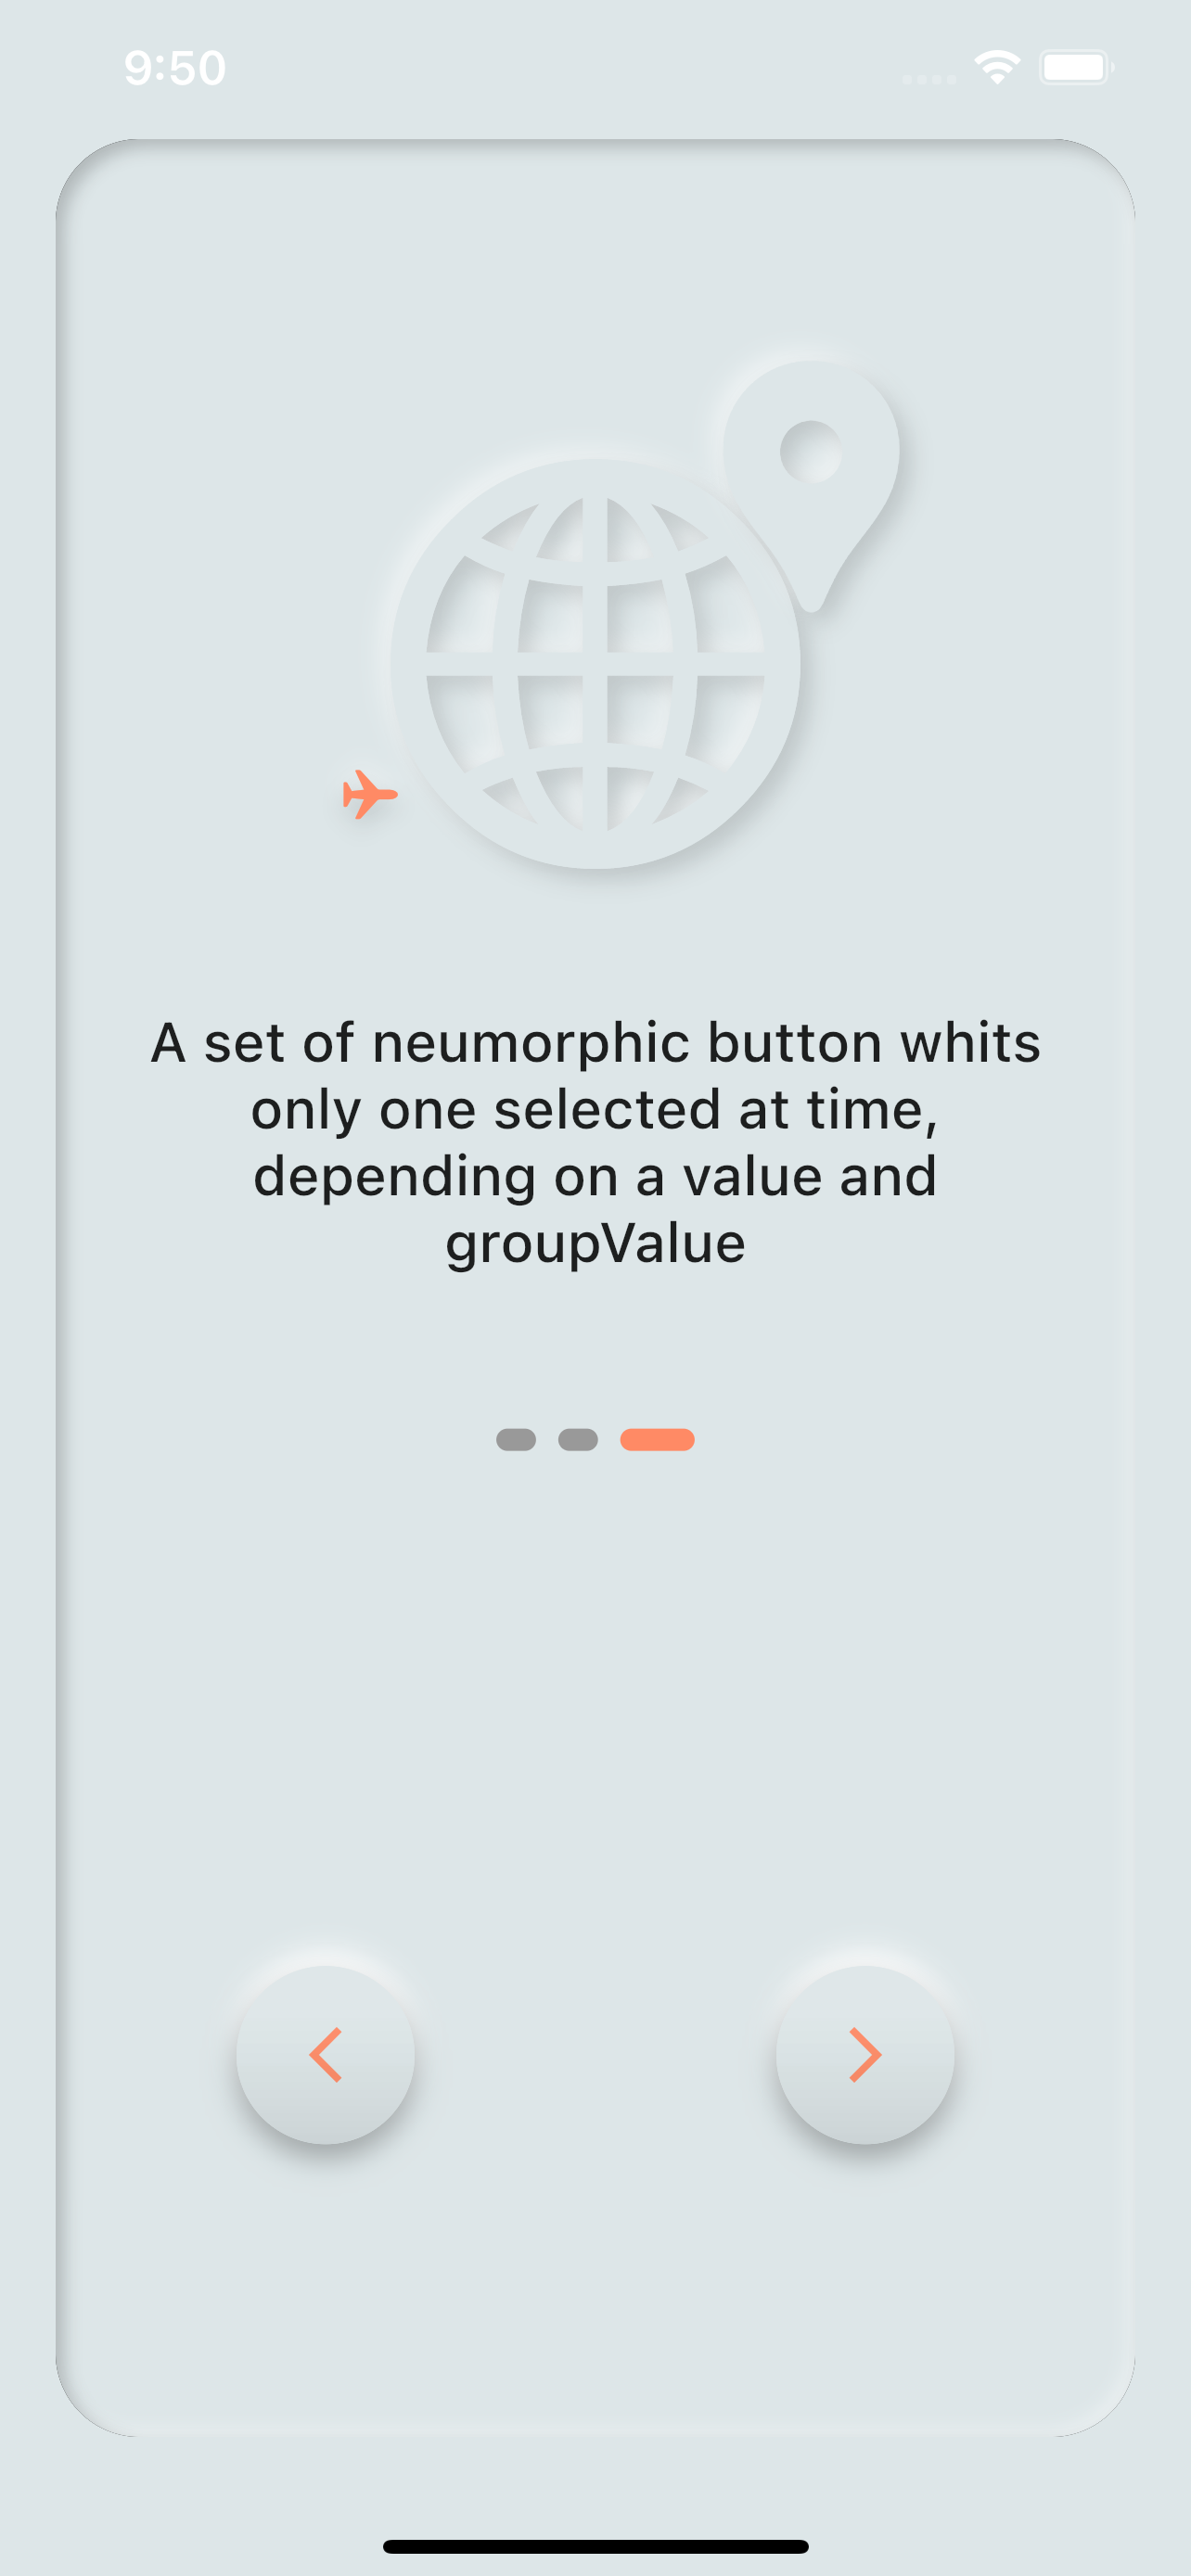 9:50
A set of neumorphic button whits
only one selected at time,
depending on a value and
groupValue